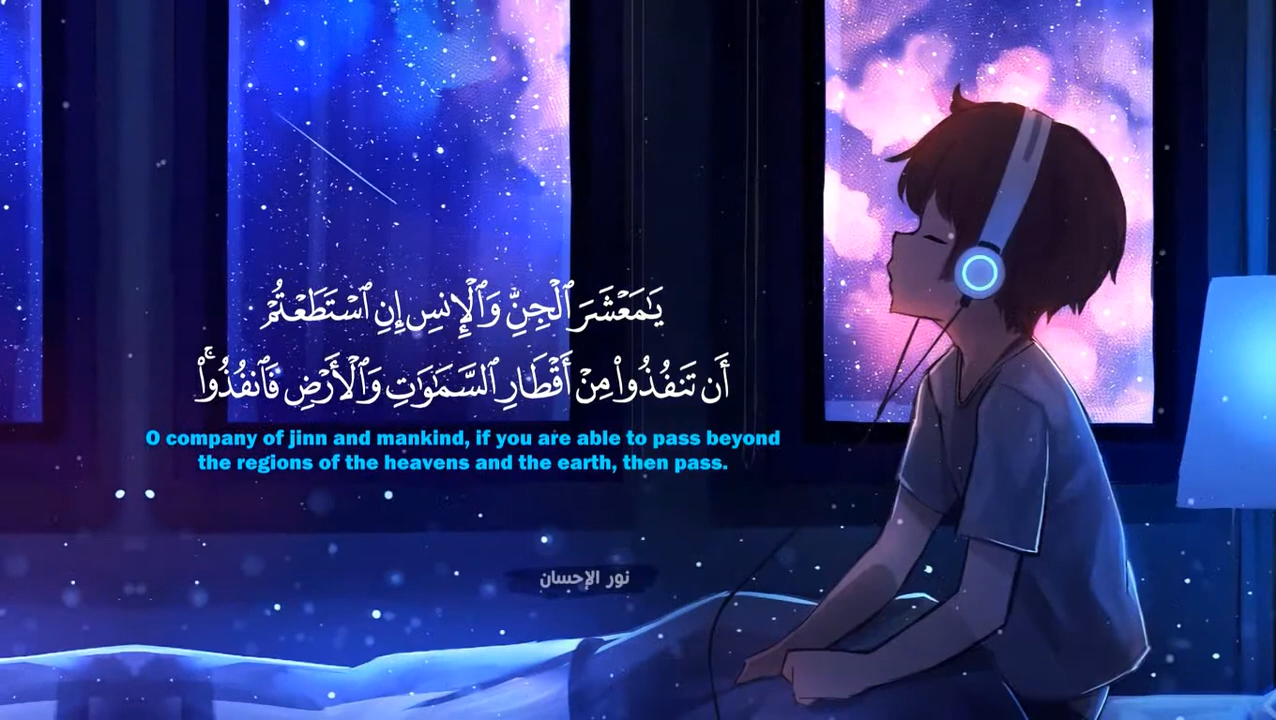 يَٰمَعْشَرَ ٱلْجِنِّ وَٱلْإِنسِ إِنِ ٱسْتَطَعْتُمْ
أَن تَنفُذُوا۟ مِنْ أَقْطَارِ ٱلسَّمَٰوَٰتِ وَٱلْأَرْضِ فَٱنفُذُوا۟ ۚ
O company of jinn and mankind, if you are able to pass beyond
the regions of the heavens and the earth, then pass.
نور الإحسان